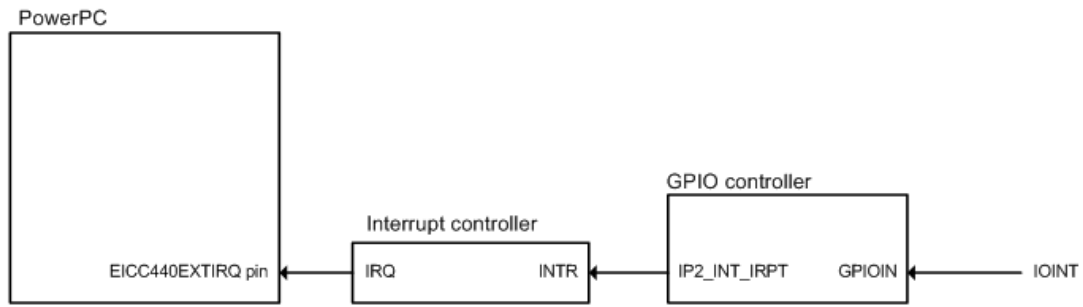 PowerPC
GPIO controller
Interrupt controller
EICC440EXTIRQ pin IRQ INTR IP2_INT_IRPT GPIOIN IOINT